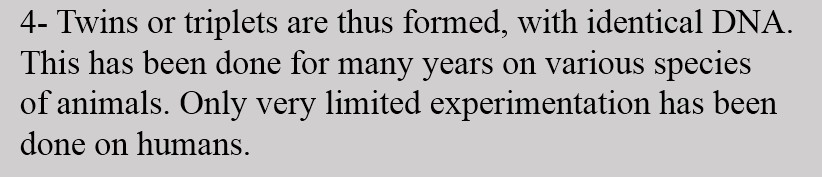 4- Twins or triplets are thus formed, with identical DNA.
This has been done for many years on various species
of animals. Only very limited experimentation has been
done on humans.